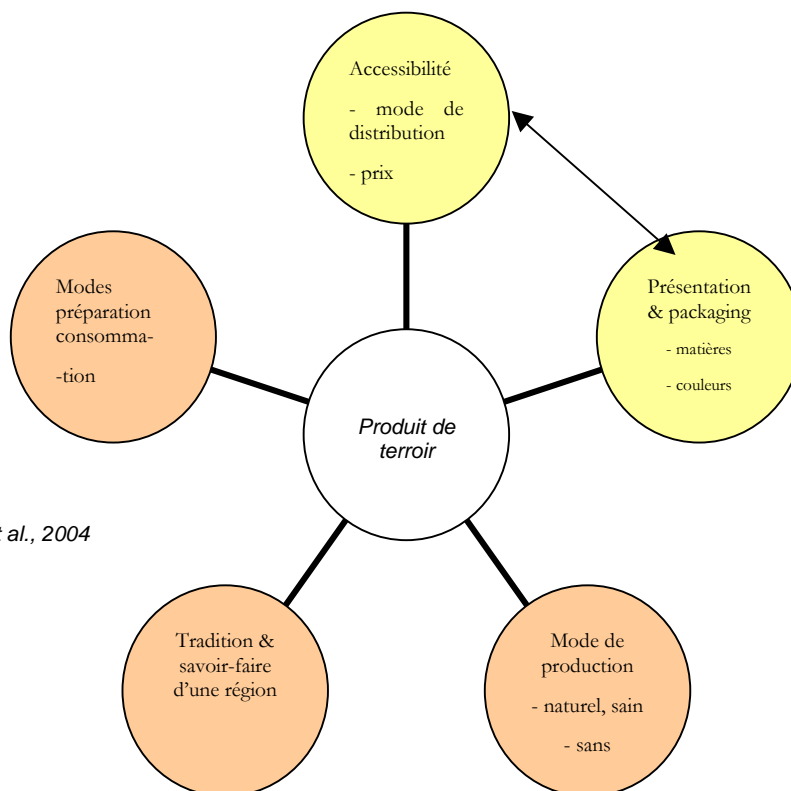 Accessibilité
- mode de
distribution
- prix
Modes
préparation
consomma-
-tion
Présentation
& packaging
- matières
- couleurs
Produit de
terroir
t al., 2004
Tradition &
savoir-faire
d'une région
Mode de
production
- naturel, sain
- sans